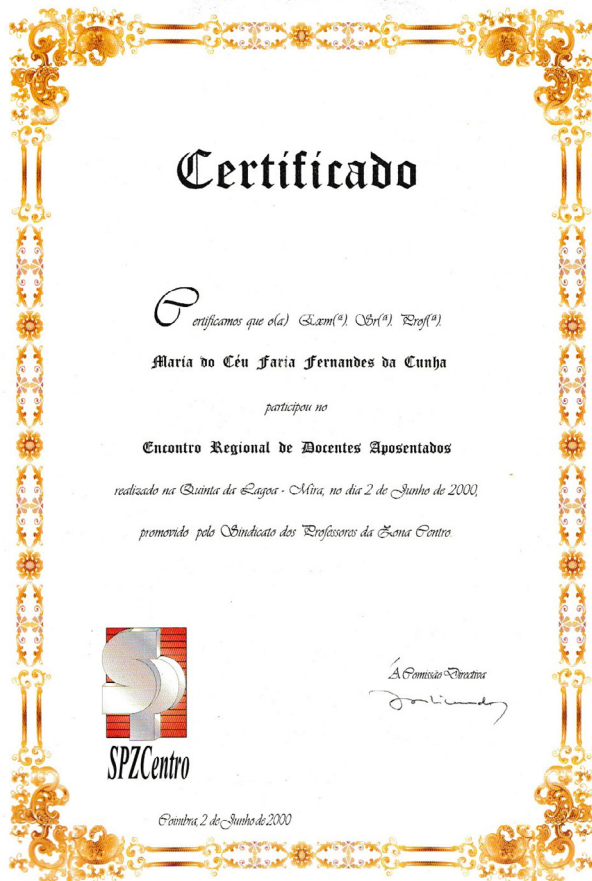 Certificado
Certificamos que o(a) Exm(ª). Sr(ª). Prof(ª).
Maria do Céu Faria Fernandes da Cunha
participou no
Encontro Regional de Docentes Aposentados
realizado na Quinta da Lagoa - Mira, no dia 2 de Junho de 2000,
promovido pelo Sindicato dos Professores da Zona Centro.
A Comissão Directiva
SPZCentro
Coimbra, 2 de Junho de 2000